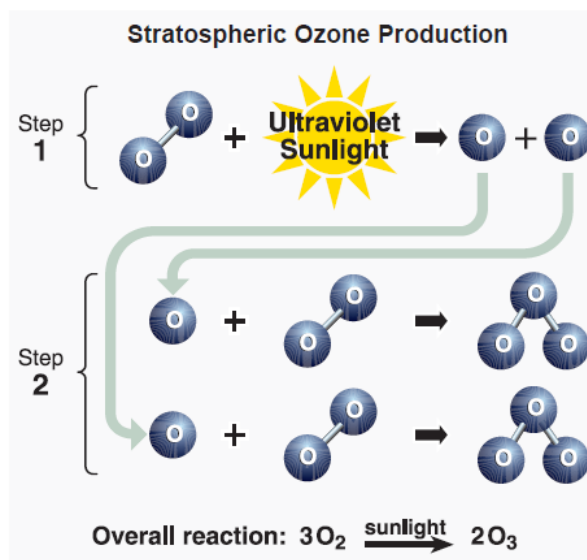 Stratospheric Ozone Production
Step
1
O
O
+
Ultraviolet
Sunlight
O + O
Step
2
O + O
O
O
O O
O + O
O
O
O O
Overall reaction: 3O₂ sunlight 2O₃